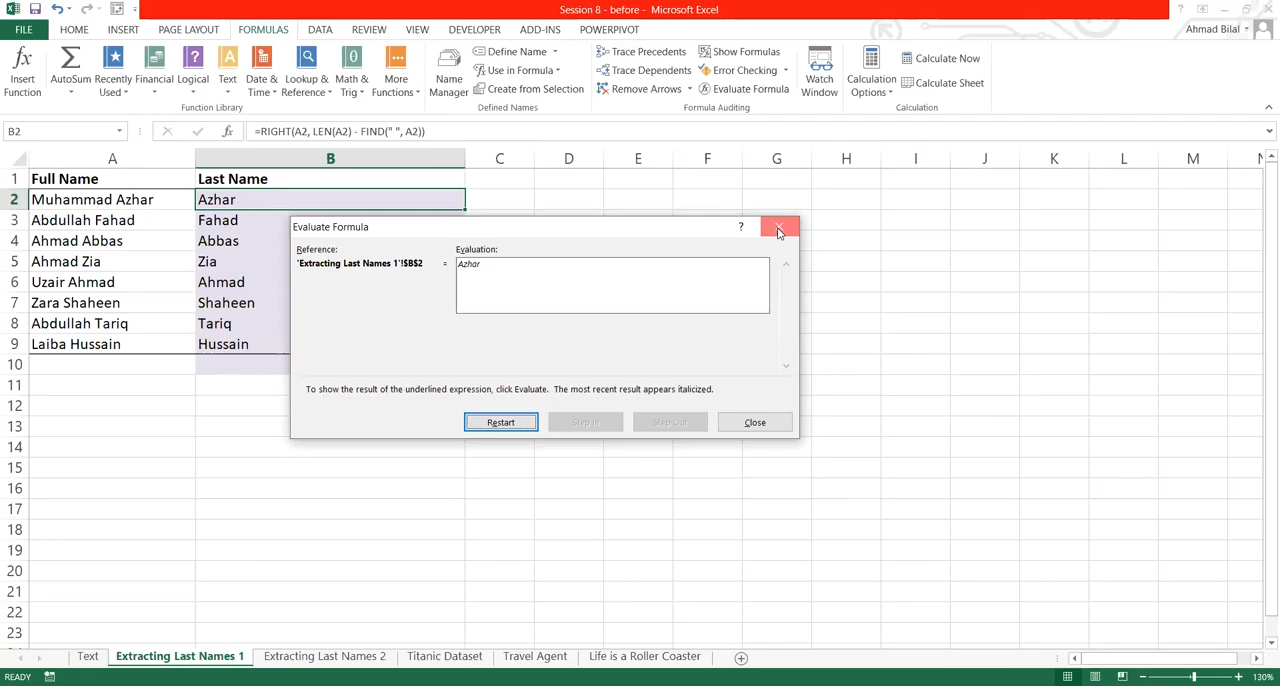 Session 8 - before - Microsoft Excel
FILE HOME INSERT PAGE LAYOUT FORMULAS DATA REVIEW VIEW DEVELOPER ADD-INS POWERPIVOT Ahmad Bilal
Insert Function
AutoSum
Recently Used
Financial
Logical
Text
Date & Time
Lookup & Reference
Math & Trig
More Functions
Function Library
Name Manager
Define Name
Use in Formula
Create from Selection
Defined Names
Trace Precedents
Trace Dependents
Remove Arrows
Show Formulas
Error Checking
Evaluate Formula
Formula Auditing
Watch Window
Calculation Options
Calculate Now
Calculate Sheet
Calculation
B2 fx =RIGHT(A2, LEN(A2) - FIND(" ", A2))
A B C D E F G H I J K L M N
1 Full Name Last Name
2 Muhammad Azhar Azhar
3 Abdullah Fahad Fahad
4 Ahmad Abbas Abbas
5 Ahmad Zia Zia
6 Uzair Ahmad Ahmad
7 Zara Shaheen Shaheen
8 Abdullah Tariq Tariq
9 Laiba Hussain Hussain
10
11
12
13
14
15
16
17
18
19
20
21
22
23
Evaluate Formula ?
Reference: Evaluation:
'Extracting Last Names 1'!$B$2 = Azhar
To show the result of the underlined expression, click Evaluate. The most recent result appears italicized.
Restart Step In Step Out Close
Text Extracting Last Names 1 Extracting Last Names 2 Titanic Dataset Travel Agent Life is a Roller Coaster
READY 130%